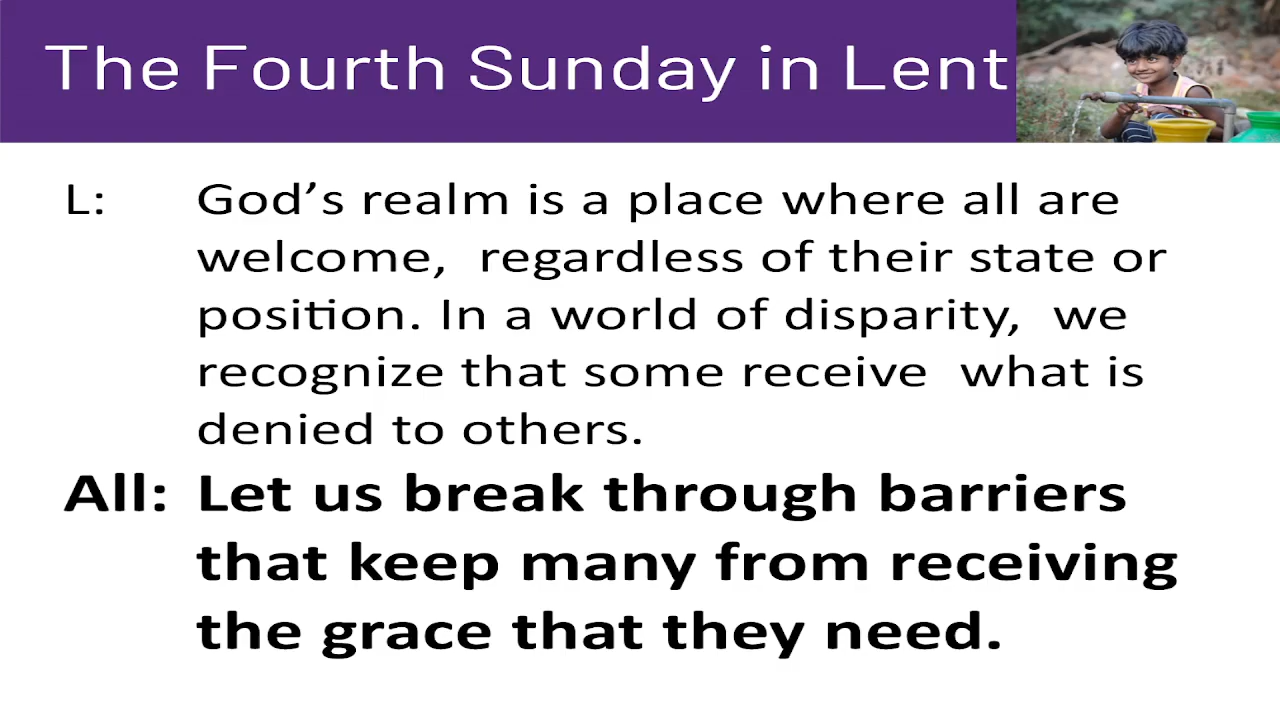 The Fourth Sunday in Lent
L: God’s realm is a place where all are
welcome,  regardless of their state or
position. In a world of disparity,  we
recognize that some receive  what is
denied to others.
All: Let us break through barriers
that keep many from receiving
the grace that they need.